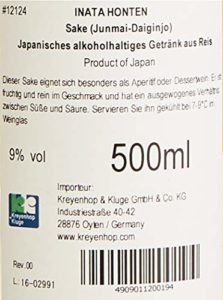 #12124
INATA HONTEN
Sake (Junmai-Daiginjo)
Japanisches alkoholhaltiges Getränk aus Reis
Product of Japan
Dieser Sake eignet sich besonders als Aperitif oder Dessertwein. Er ist
fruchtig und rein im Geschmack und hat ein ausgewogenes Verhältnis
zwischen Süße und Säure. Servieren Sie ihn gekühlt bei 7-9°C im
Weinglas
9% vol
500ml
Importeur:
Kreyenhop & Kluge GmbH & Co. KG
Industriestraße 40-42
28876 Oyten / Germany
www.kreyenhop.com
Kreyenhop
Kluge
Rev.00
L:16-02991
4909011200194